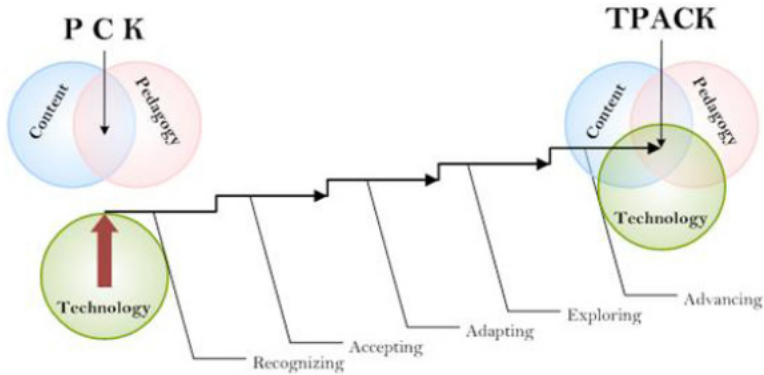 P C K
TPACK
Content
Pedagogy
Content
Pedagogy
Technology
Technology
Recognizing
Accepting
Adapting
Exploring
Advancing